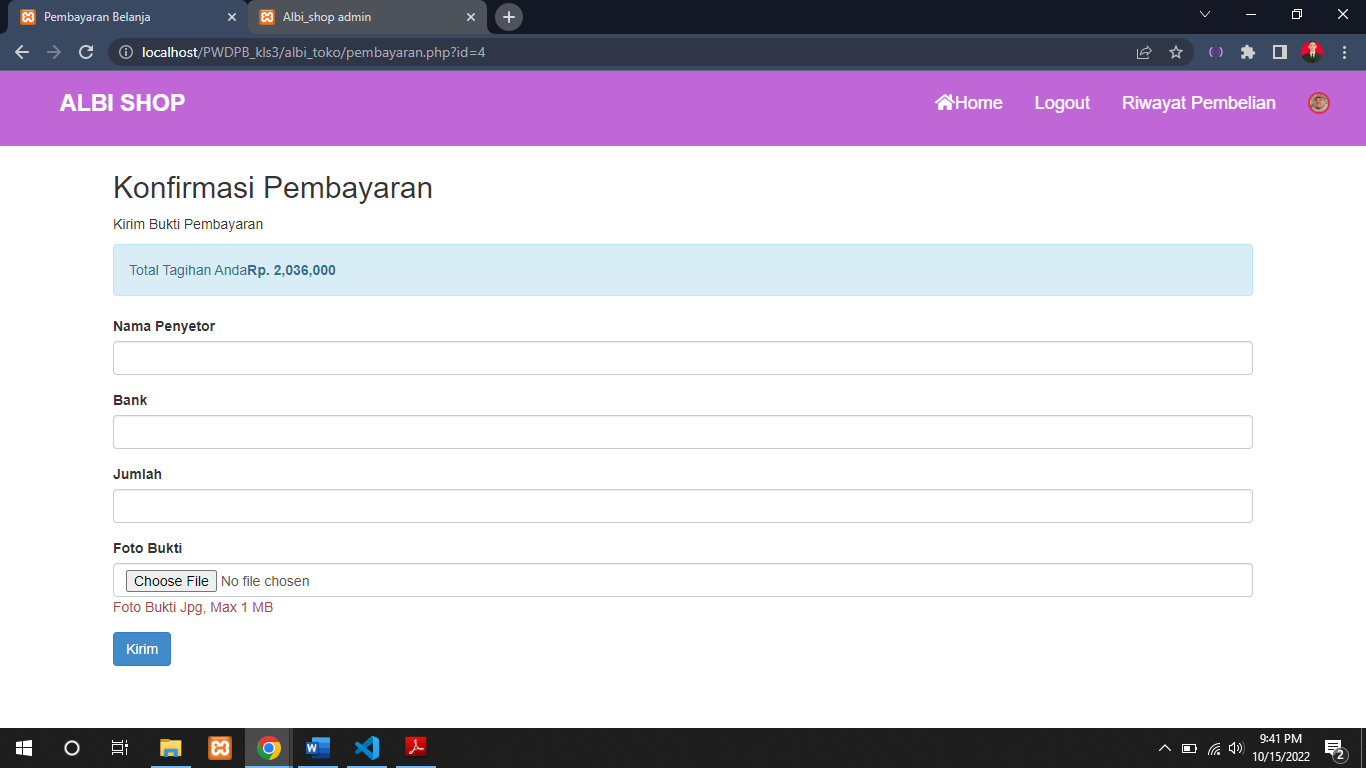 Pembayaran Belanja
Albi_shop admin
localhost/PWDPB_kls3/albi_toko/pembayaran.php?id=4
ALBI SHOP
Home
Logout
Riwayat Pembelian
Konfirmasi Pembayaran
Kirim Bukti Pembayaran
Total Tagihan AndaRp. 2,036,000
Nama Penyetor
Bank
Jumlah
Foto Bukti
Choose File No file chosen
Foto Bukti Jpg, Max 1 MB
Kirim
9:41 PM
10/15/2022
2